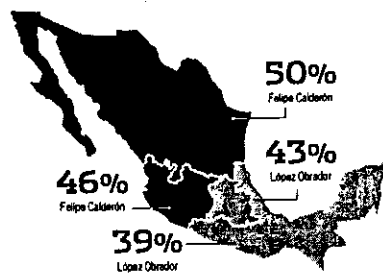 50%
Felipe Calderón
43%
López Obrador
46%
Felipe Calderón
39%
López Obrador